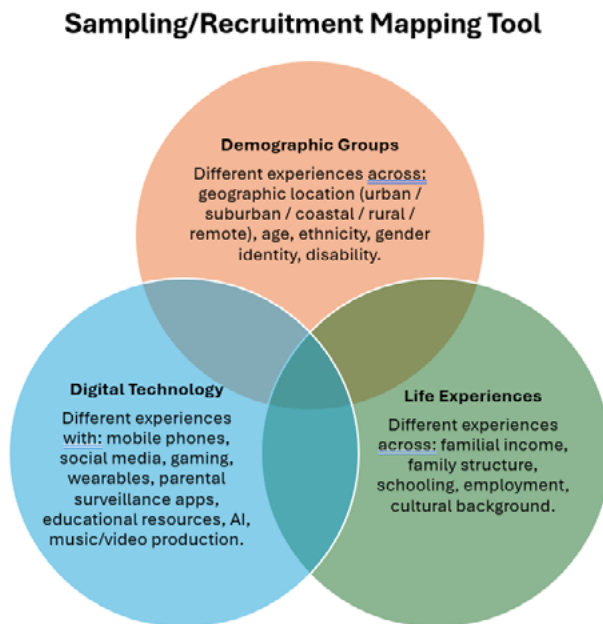 Sampling/Recruitment Mapping Tool
Demographic Groups
Different experiences across:
geographic location (urban /
suburban / coastal / rural /
remote), age, ethnicity, gender
identity, disability.
Digital Technology
Different experiences
with: mobile phones,
social media, gaming,
wearables, parental
surveillance apps,
educational resources, AI,
music/video production.
Life Experiences
Different experiences
across: familial income,
family structure,
schooling, employment,
cultural background.